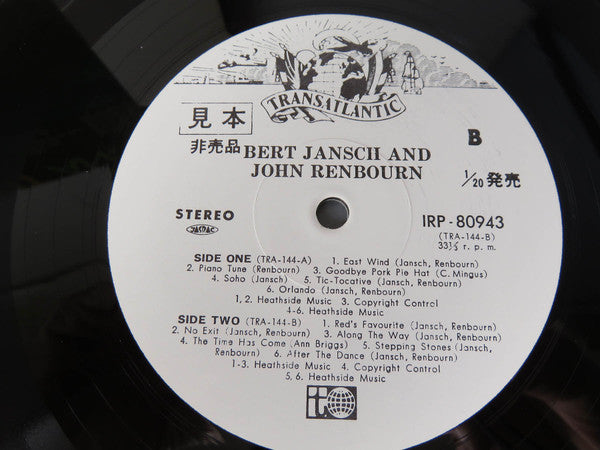 TRANSATLANTIC
見本
非売品
B
BERT JANSCH AND
JOHN RENBOURN
1/20 発売
STEREO
JASRAC
IRP-80943
(TRA-144-B)
33⅓ r. p. m.
SIDE ONE (TRA-144-A) 1. East Wind (Jansch, Renbourn)
2. Piano Tune (Renbourn) 3. Goodbye Pork Pie Hat (C. Mingus)
4. Soho (Jansch) 5. Tic-Tocative (Jansch, Renbourn)
6. Orlando (Jansch, Renbourn)
1, 2. Heathside Music 3. Copyright Control
4-6. Heathside Music
SIDE TWO (TRA-144-B) 1. Red's Favourite (Jansch, Renbourn)
2. No Exit (Jansch, Renbourn) 3. Along The Way (Jansch, Renbourn)
4. The Time Has Come (Ann Briggs) 5. Stepping Stones (Jansch,
Renbourn) 6. After The Dance (Jansch, Renbourn)
1-3. Heathside Music 4. Copyright Control
5, 6. Heathside Music
it